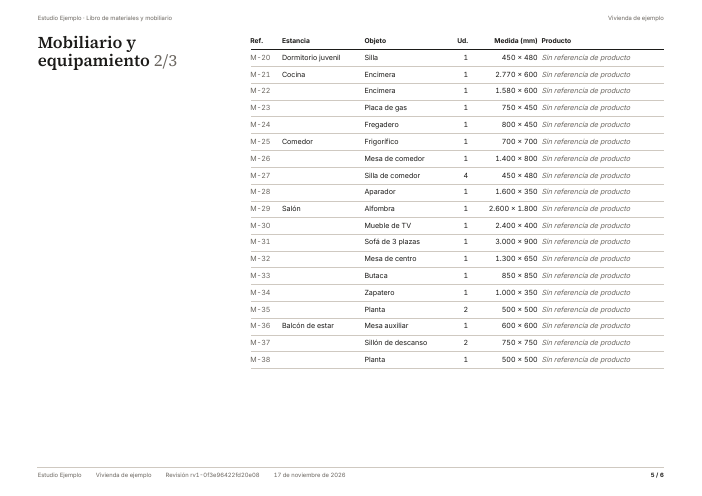 Estudio Ejemplo · Libro de materiales y mobiliario Vivienda de ejemplo
Mobiliario y
equipamiento 2/3
Ref. Estancia Objeto Ud. Medida (mm) Producto
M-20 Dormitorio juvenil Silla 1 450 × 480 Sin referencia de producto
M-21 Cocina Encimera 1 2.770 × 600 Sin referencia de producto
M-22 Encimera 1 1.580 × 600 Sin referencia de producto
M-23 Placa de gas 1 750 × 450 Sin referencia de producto
M-24 Fregadero 1 800 × 450 Sin referencia de producto
M-25 Comedor Frigorífico 1 700 × 700 Sin referencia de producto
M-26 Mesa de comedor 1 1.400 × 800 Sin referencia de producto
M-27 Silla de comedor 4 450 × 480 Sin referencia de producto
M-28 Aparador 1 1.600 × 350 Sin referencia de producto
M-29 Salón Alfombra 1 2.600 × 1.800 Sin referencia de producto
M-30 Mueble de TV 1 2.400 × 400 Sin referencia de producto
M-31 Sofá de 3 plazas 1 3.000 × 900 Sin referencia de producto
M-32 Mesa de centro 1 1.300 × 650 Sin referencia de producto
M-33 Butaca 1 850 × 850 Sin referencia de producto
M-34 Zapatero 1 1.000 × 350 Sin referencia de producto
M-35 Planta 2 500 × 500 Sin referencia de producto
M-36 Balcón de estar Mesa auxiliar 1 600 × 600 Sin referencia de producto
M-37 Sillón de descanso 2 750 × 750 Sin referencia de producto
M-38 Planta 1 500 × 500 Sin referencia de producto
Estudio Ejemplo Vivienda de ejemplo Revisión rv1-0f3e96422fd20e08 17 de noviembre de 2026 5 / 6